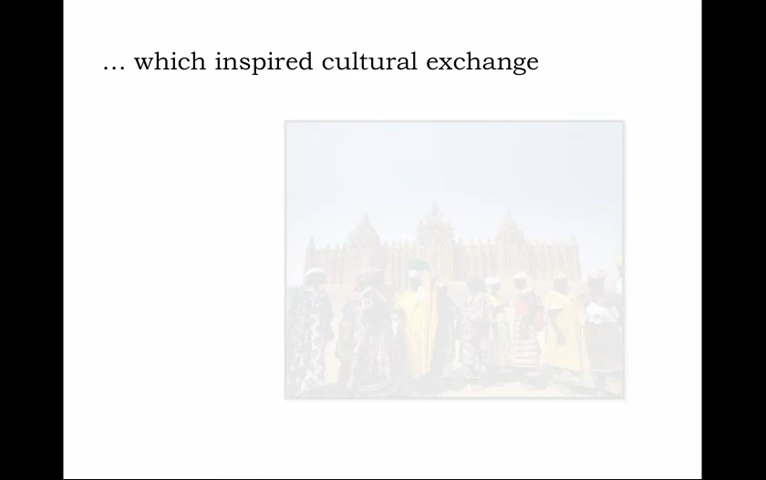 … which inspired cultural exchange